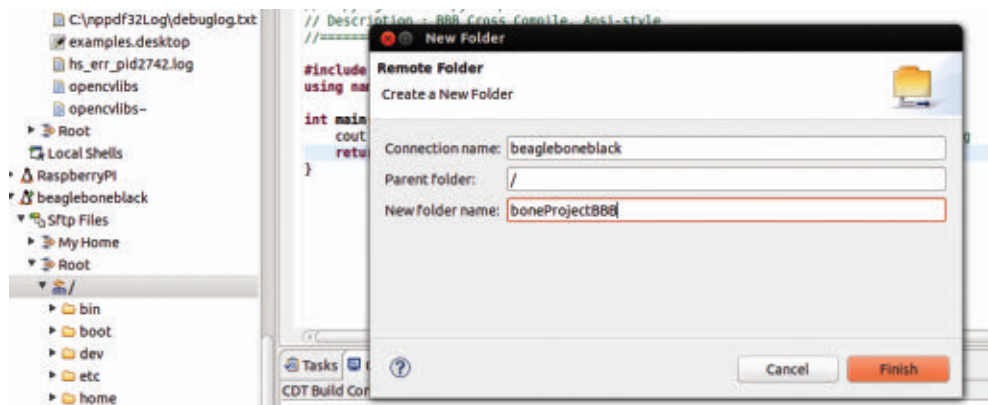 C:\nppdf32Log\debuglog.txt
examples.desktop
hs_err_pid2742.log
opencvlibs
opencvlibs~
Root
Local Shells
RaspberryPI
beagleboneblack
Sftp Files
My Home
Root
/
bin
boot
dev
etc
home
// Description : BBB Cross Compile, Ansi-style
//=======
#include
using
int main
cout
retu
}
Tasks
CDT Build Con
New Folder
Remote Folder
Create a New Folder
Connection name: beagleboneblack
Parent folder: /
New folder name: boneProjectBBB
?
Cancel
Finish